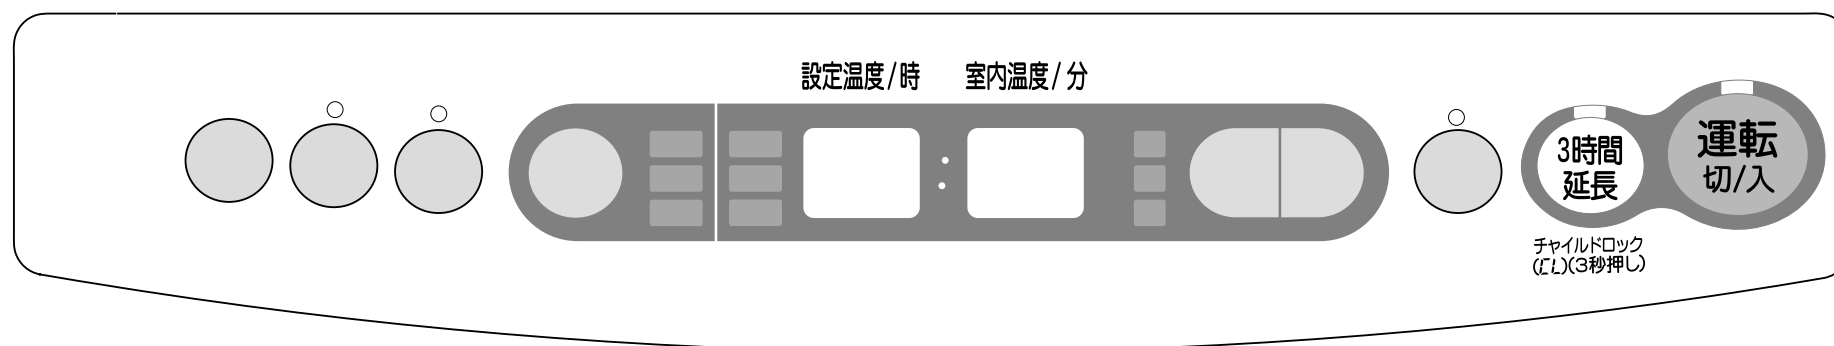 設定温度/時
室内温度/分
3時間
延長
運転
切/入
チャイルドロック
(CL)(3秒押し)